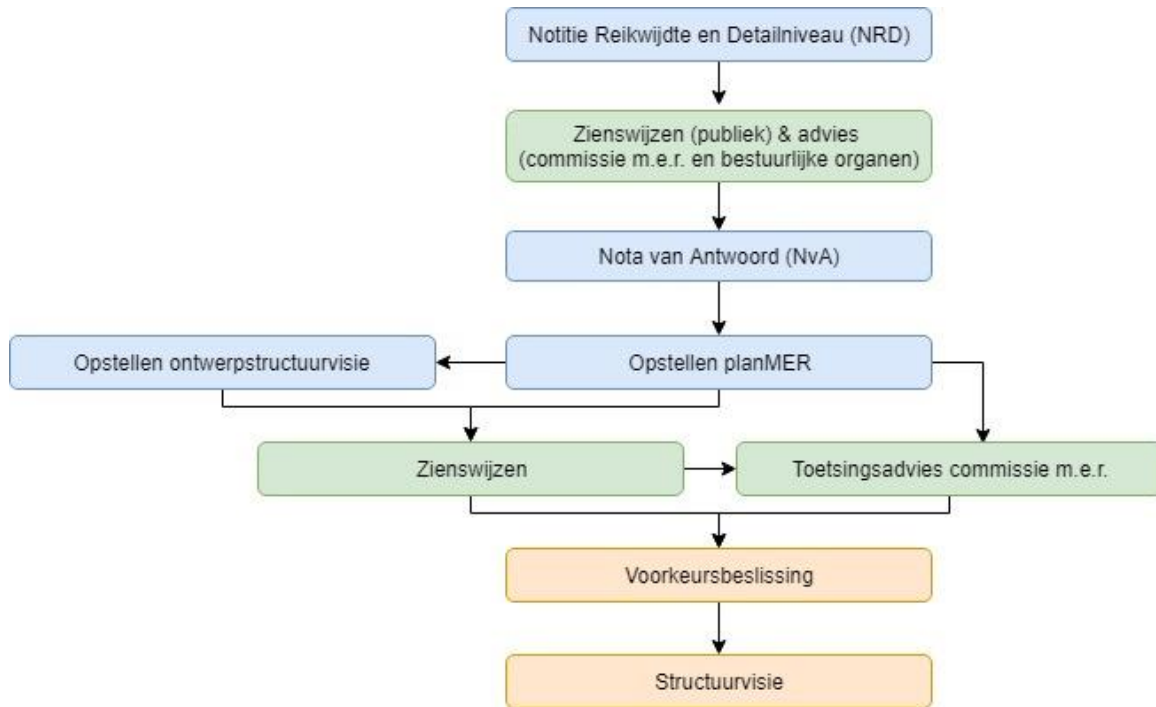 Notitie Reikwijdte en Detailniveau (NRD)
Zienswijzen (publiek) & advies
(commissie m.e.r. en bestuurlijke organen)
Nota van Antwoord (NvA)
Opstellen ontwerpstructuurvisie
Opstellen planMER
Zienswijzen
Toetsingsadvies commissie m.e.r.
Voorkeursbeslissing
Structuurvisie